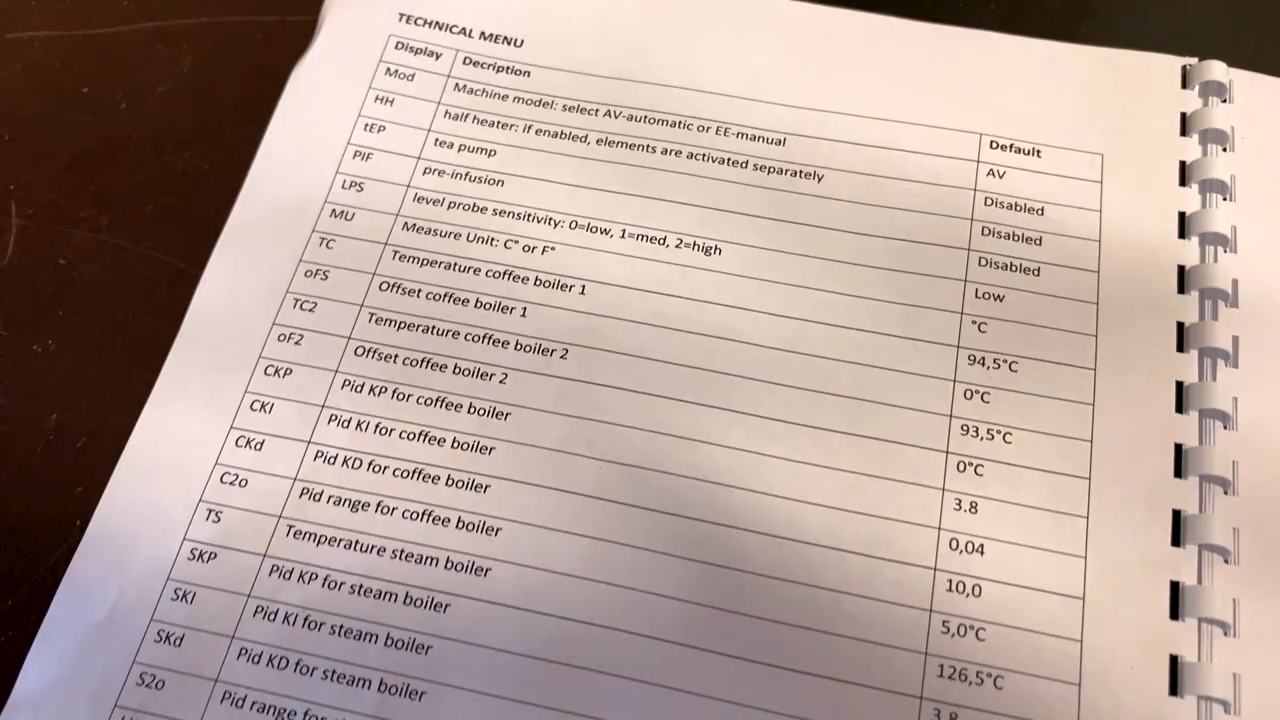 TECHNICAL MENU
Display Decription Default
Mod Machine model: select AV-automatic or EE-manual AV
HH half heater: if enabled, elements are activated separately Disabled
tEP tea pump Disabled
PIF pre-infusion Disabled
LPS level probe sensitivity: 0=low, 1=med, 2=high Low
MU Measure Unit: C° or F° °C
TC Temperature coffee boiler 1 94,5°C
oFS Offset coffee boiler 1 0°C
TC2 Temperature coffee boiler 2 93,5°C
oF2 Offset coffee boiler 2 0°C
CKP Pid KP for coffee boiler 3.8
CKI Pid KI for coffee boiler 0,04
CKd Pid KD for coffee boiler 10,0
C2o Pid range for coffee boiler 5,0°C
TS Temperature steam boiler 126,5°C
SKP Pid KP for steam boiler 3.8
SKI Pid KI for steam boiler
SKd Pid KD for steam boiler
S2o Pid range for